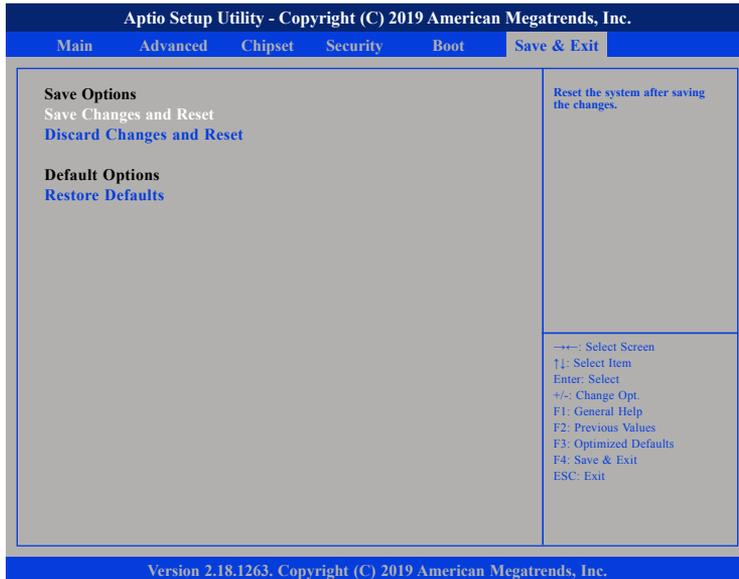 Aptio Setup Utility - Copyright (C) 2019 American Megatrends, Inc.
Main Advanced Chipset Security Boot Save & Exit
Save Options
Save Changes and Reset
Discard Changes and Reset
Default Options
Restore Defaults
Reset the system after saving
the changes.
→←: Select Screen
↑↓: Select Item
Enter: Select
+/-: Change Opt.
F1: General Help
F2: Previous Values
F3: Optimized Defaults
F4: Save & Exit
ESC: Exit
Version 2.18.1263. Copyright (C) 2019 American Megatrends, Inc.